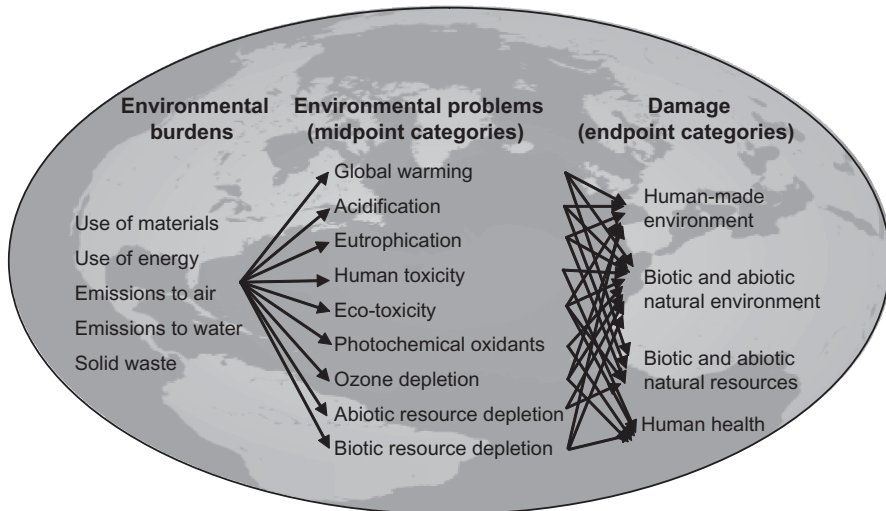 Environmental
burdens
Use of materials
Use of energy
Emissions to air
Emissions to water
Solid waste
Environmental problems
(midpoint categories)
Global warming
Acidification
Eutrophication
Human toxicity
Eco-toxicity
Photochemical oxidants
Ozone depletion
Abiotic resource depletion
Biotic resource depletion
Damage
(endpoint categories)
Human-made
environment
Biotic and abiotic
natural environment
Biotic and abiotic
natural resources
Human health